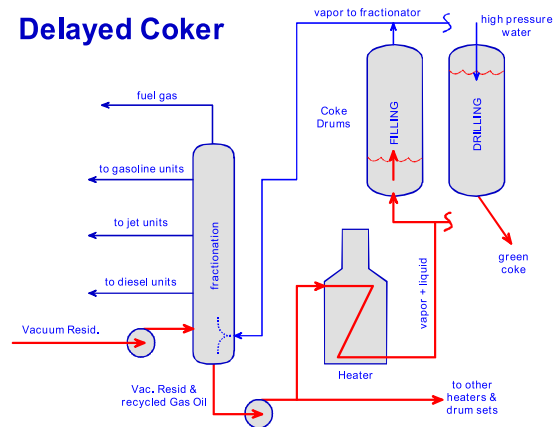 Delayed Coker
vapor to fractionator
high pressure
water
fuel gas
Coke
Drums
FILLING
DRILLING
to gasoline units
to jet units
fractionation
to diesel units
green
coke
vapor + liquid
Vacuum Resid.
Heater
Vac. Resid &
recycled Gas Oil
to other
heaters &
drum sets